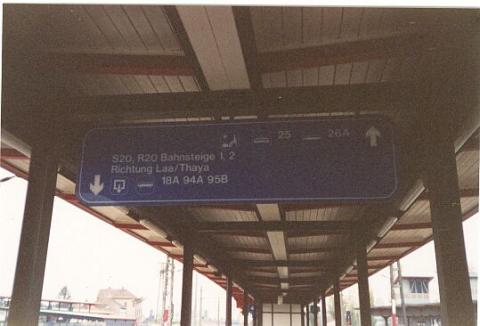 25 26A
S20, R20 Bahnsteige 1, 2
Richtung Laa/Thaya
18A 94A 95B